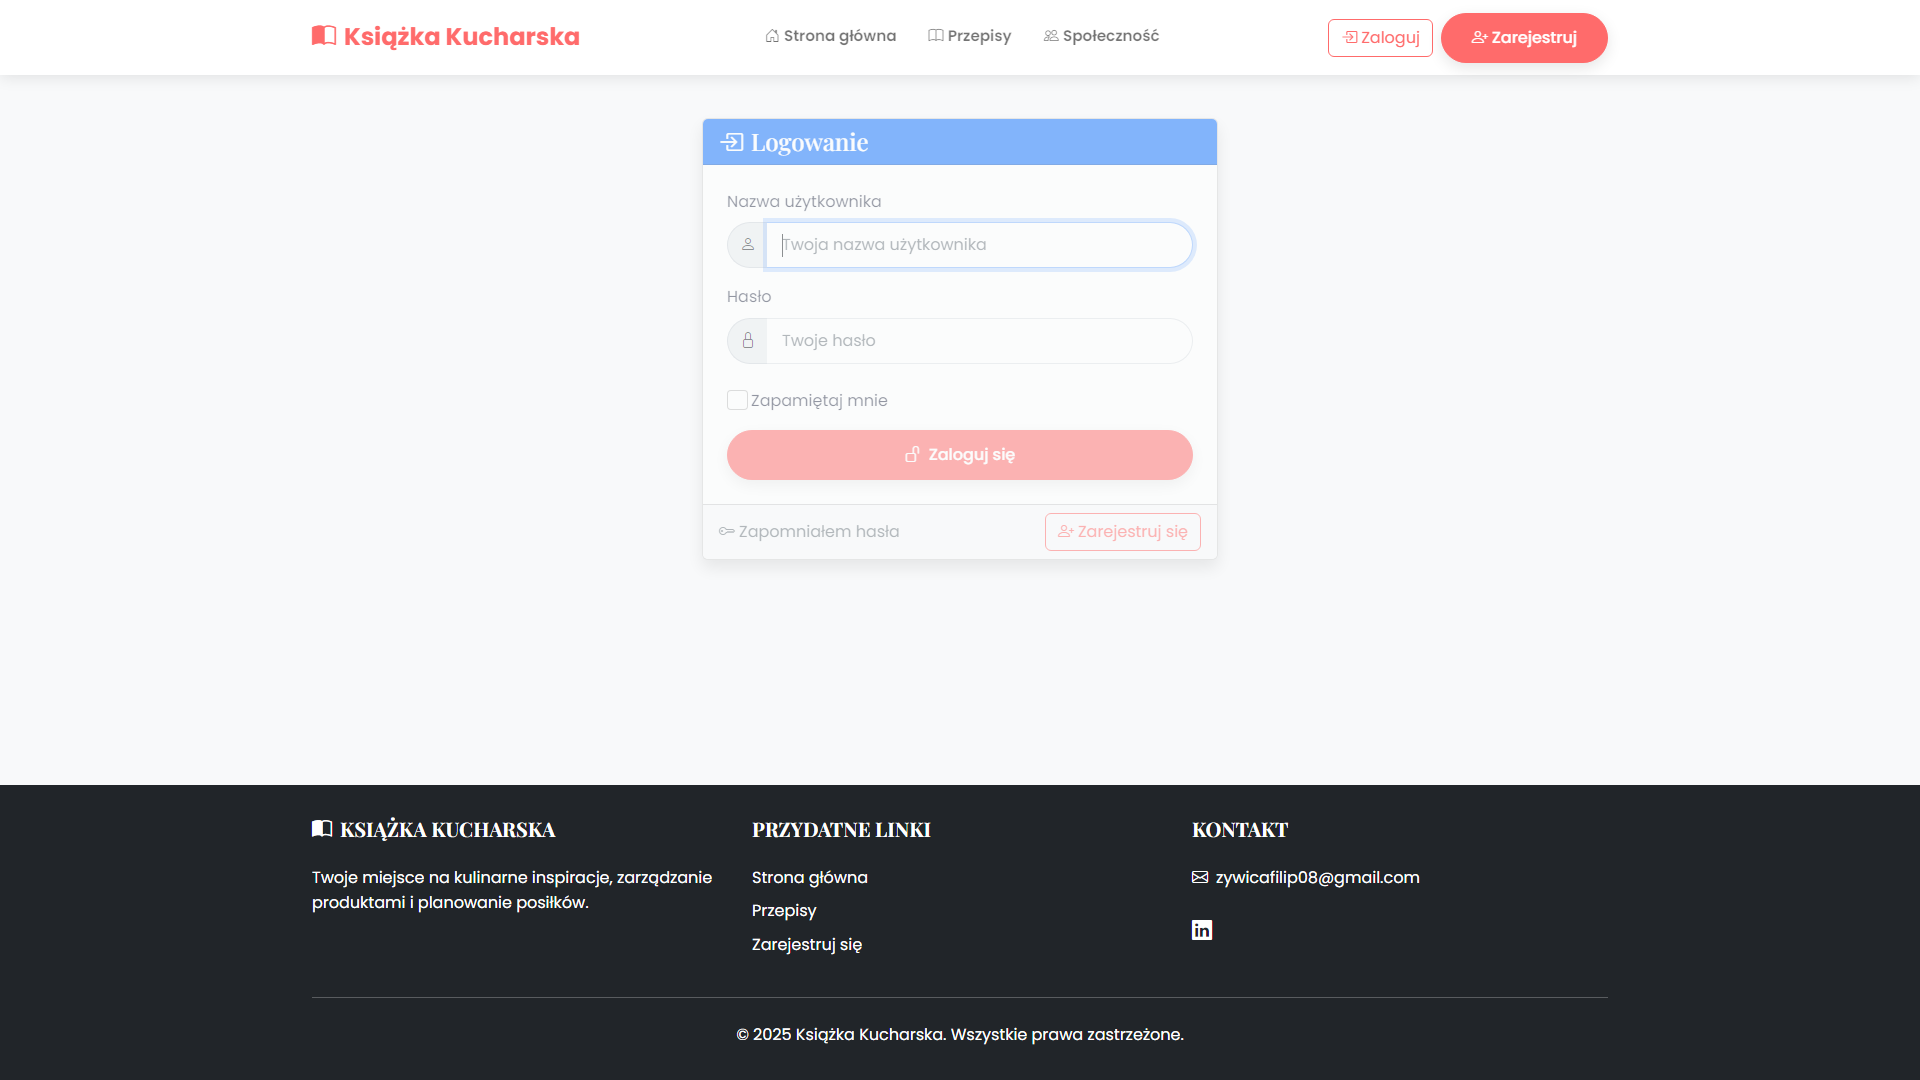 Książka Kucharska
Strona główna
Przepisy
Społeczność
Zaloguj
Zarejestruj
Logowanie
Nazwa użytkownika
Twoja nazwa użytkownika
Hasło
Twoje hasło
Zapamiętaj mnie
Zaloguj się
Zapomniałem hasła
Zarejestruj się
KSIĄŻKA KUCHARSKA
Twoje miejsce na kulinarne inspiracje, zarządzanie
produktami i planowanie posiłków.
PRZYDATNE LINKI
Strona główna
Przepisy
Zarejestruj się
KONTAKT
zywicafilip08@gmail.com
in
© 2025 Książka Kucharska. Wszystkie prawa zastrzeżone.